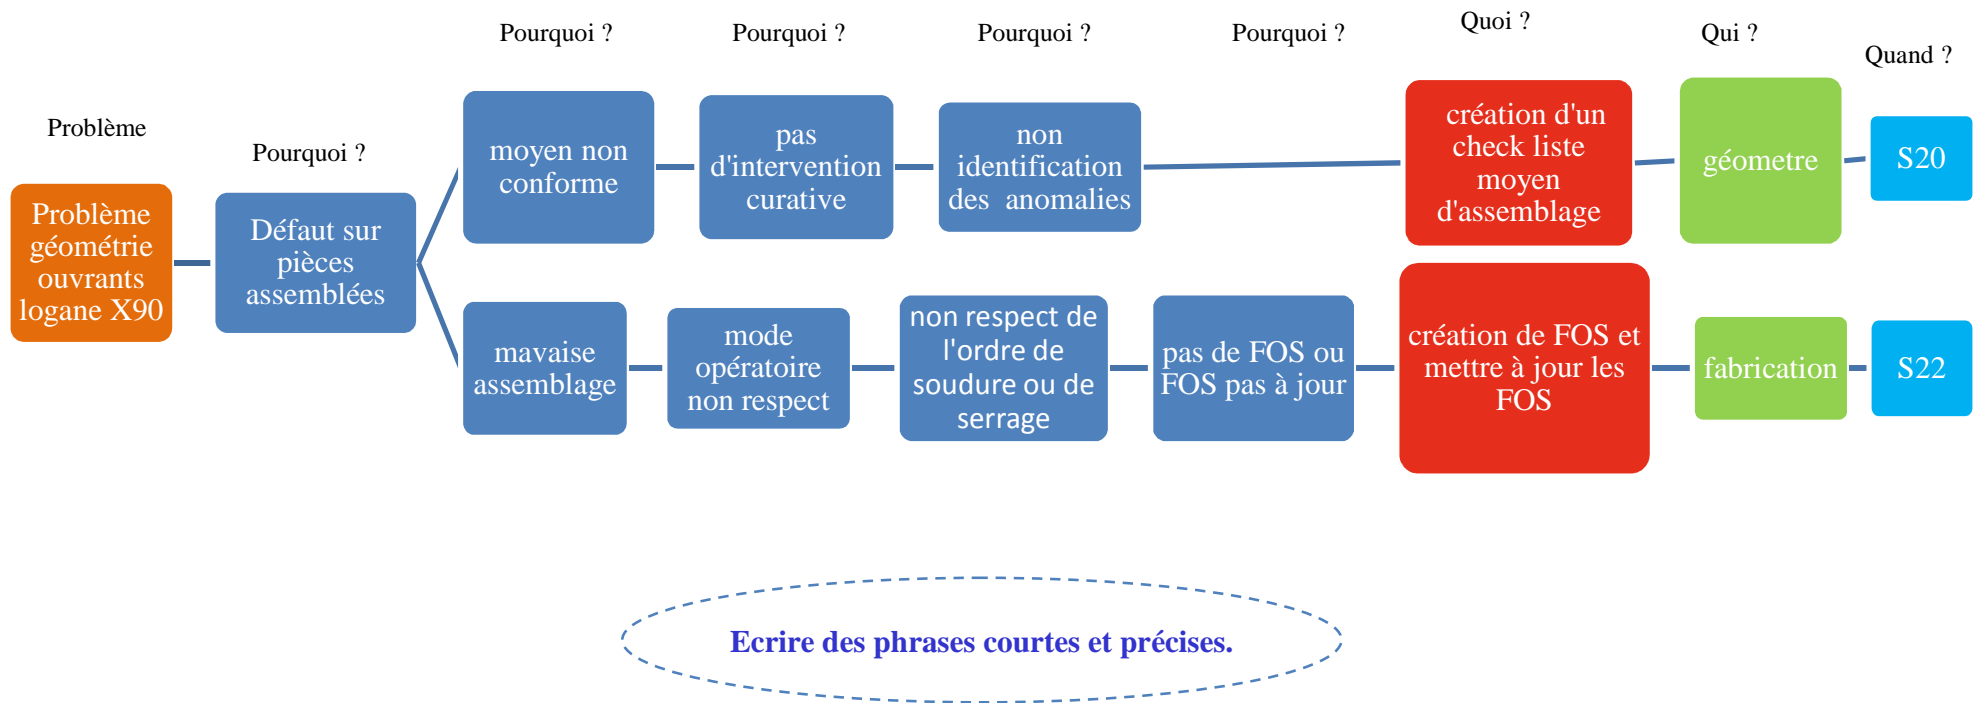 Problème
Pourquoi ?
Pourquoi ?
Pourquoi ?
Pourquoi ?
Pourquoi ?
Quoi ?
Qui ?
Quand ?
Problème
géométrie
ouvrants
logane X90
Défaut sur
pièces
assemblées
moyen non
conforme
pas
d'intervention
curative
non
identification
des anomalies
création d'un
check liste
moyen
d'assemblage
géometre
S20
mavaise
assemblage
mode
opératoire
non respect
non respect de
l'ordre de
soudure ou de
serrage
pas de FOS ou
FOS pas à jour
création de FOS et
mettre à jour les
FOS
fabrication
S22
Ecrire des phrases courtes et précises.